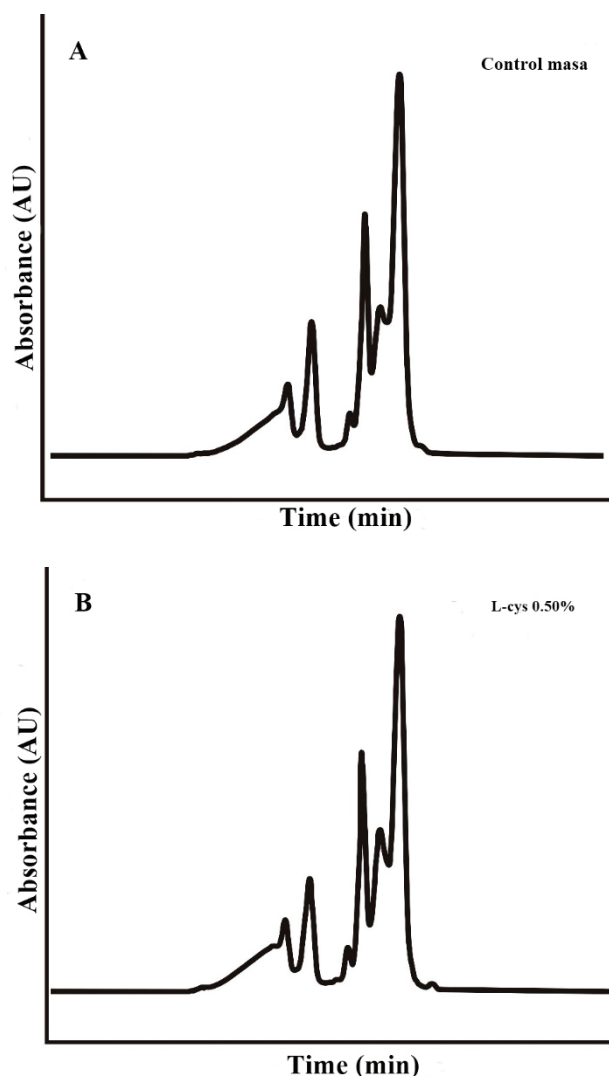 A
Control masa
Absorbance (AU)
Time (min)
B
L-cys 0.50%
Absorbance (AU)
Time (min)